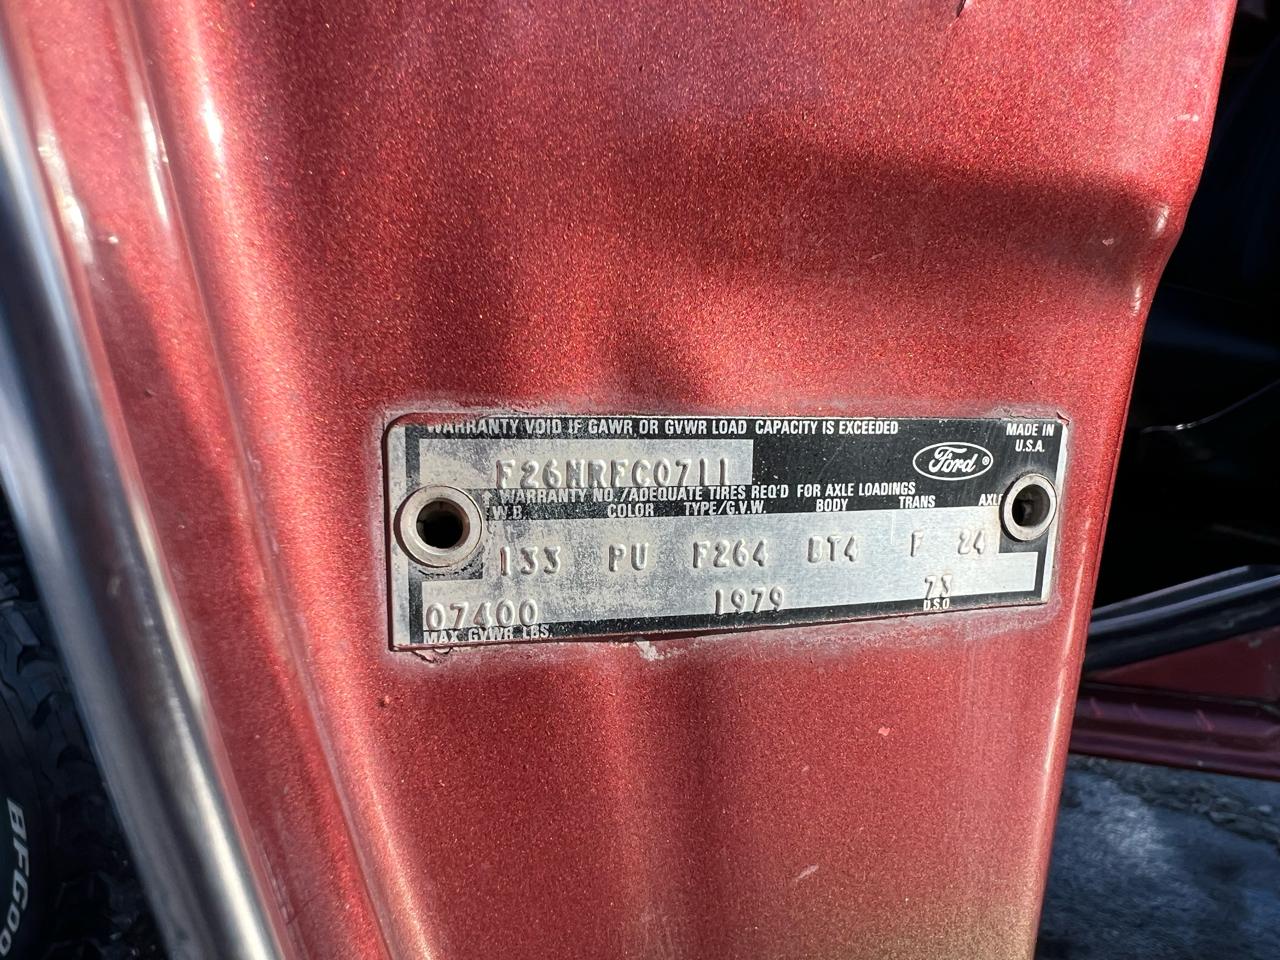 WARRANTY VOID IF GAWR OR GVWR LOAD CAPACITY IS EXCEEDED
MADE IN
U.S.A.
F26HRFC0711
Ford ®
↑ WARRANTY NO./ADEQUATE TIRES REQ'D FOR AXLE LOADINGS
W.B. COLOR TYPE/G.V.W. BODY TRANS AXLE
133 PU F264 BT4 F 24
07400 1979 73
MAX. GVWR LBS. D.S.O.
BFGoo